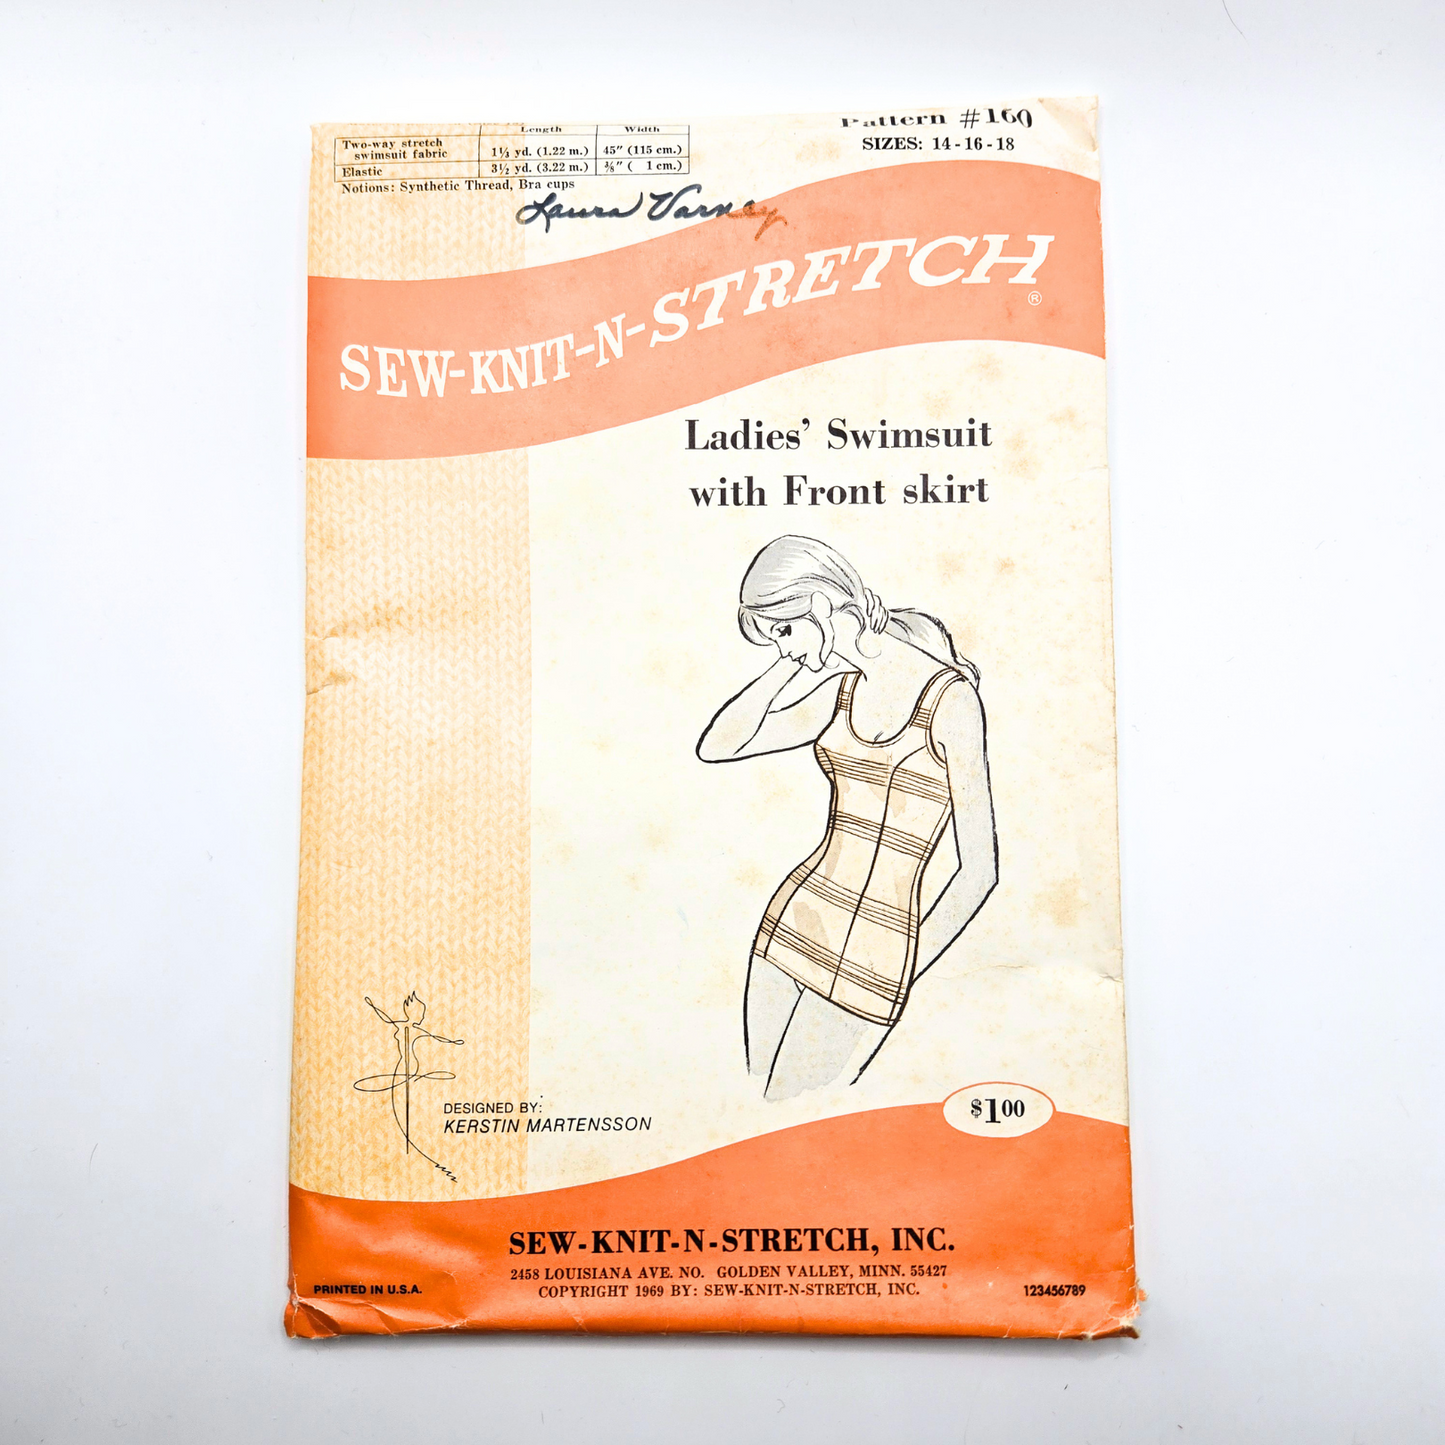 Length Width
Two-way stretch
swimsuit fabric 1⅓ yd. (1.22 m.) 45" (115 cm.)
Elastic 3½ yd. (3.22 m.) ⅜" ( 1 cm.)
Notions: Synthetic Thread, Bra cups
Pattern #160
SIZES: 14-16-18
Laura Varney
SEW-KNIT-N-STRETCH
®
Ladies' Swimsuit
with Front skirt
DESIGNED BY:
KERSTIN MARTENSSON
$1.00
SEW-KNIT-N-STRETCH, INC.
2458 LOUISIANA AVE. NO. GOLDEN VALLEY, MINN. 55427
COPYRIGHT 1969 BY: SEW-KNIT-N-STRETCH, INC.
PRINTED IN U.S.A.
123456789